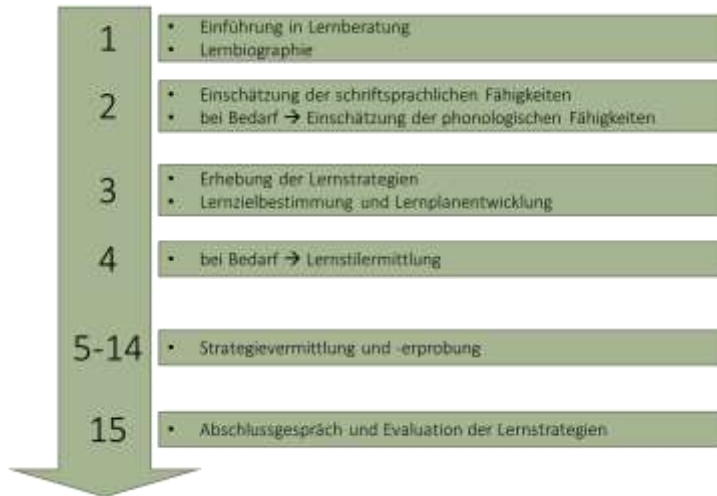 1
• Einführung in Lernberatung
• Lernbiographie
2
• Einschätzung der schriftsprachlichen Fähigkeiten
• bei Bedarf → Einschätzung der phonologischen Fähigkeiten
3
• Erhebung der Lernstrategien
• Lernzielbestimmung und Lernplanentwicklung
4
• bei Bedarf → Lernstilermittlung
5-14
• Strategievermittlung und -erprobung
15
• Abschlussgespräch und Evaluation der Lernstrategien